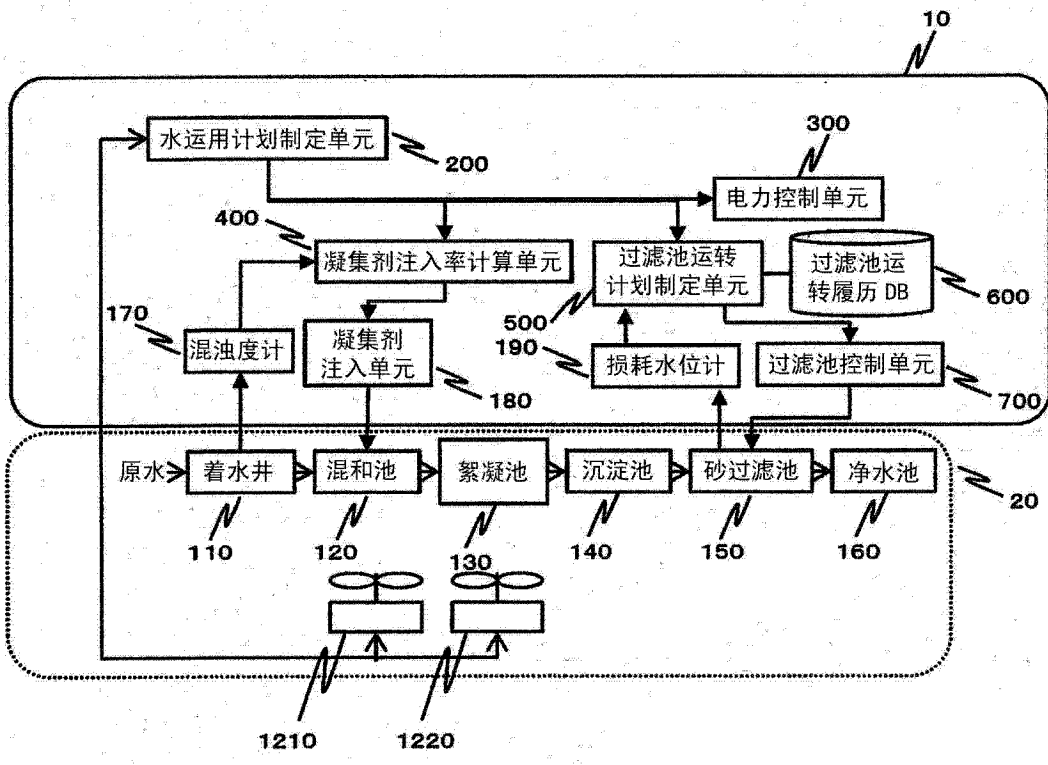 10
水运用计划制定单元
200
300
电力控制单元
400
凝集剂注入率计算单元
过滤池运转
计划制定单元
500
过滤池运
转履历 DB
600
170
混浊度计
凝集剂
注入单元
180
190
损耗水位计
过滤池控制单元
700
原水
着水井
混和池
絮凝池
沉淀池
砂过滤池
净水池
20
110
120
130
140
150
160
1210
1220